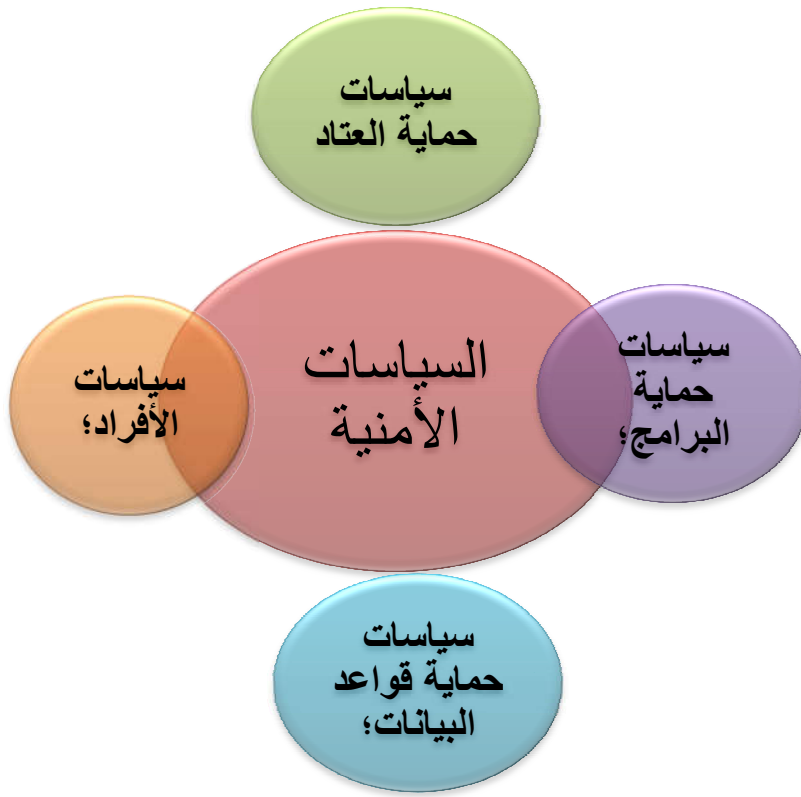 سياسات
حماية العتاد
السياسات
الأمنية
سياسات
حماية
البرامج؛
سياسات
الأفراد؛
سياسات
حماية قواعد
البيانات؛